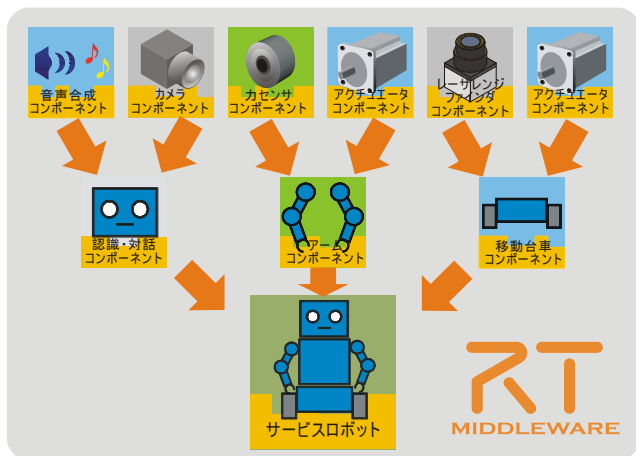 音声合成
コンポーネント
カメラ
コンポーネント
力センサ
コンポーネント
アクチュエータ
コンポーネント
レーザレンジ
ファインダ
コンポーネント
アクチュエータ
コンポーネント
認識・対話
コンポーネント
アーム
コンポーネント
移動台車
コンポーネント
サービスロボット
RT
MIDDLEWARE